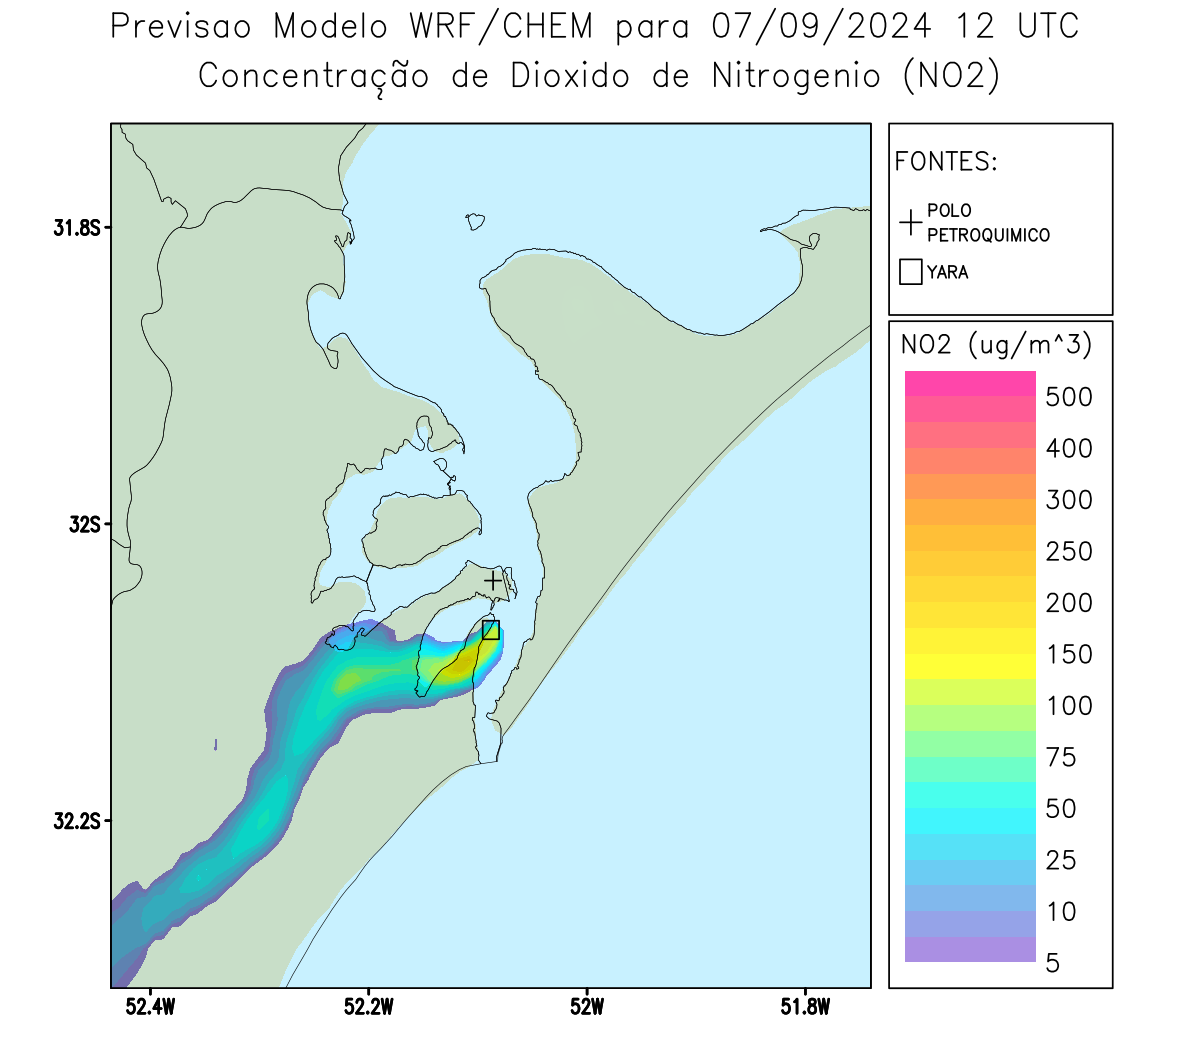 Previsao Modelo WRF/CHEM para 07/09/2024 12 UTC
Concentração de Dioxido de Nitrogenio (NO2)
FONTES:
POLO
PETROQUIMICO
YARA
NO2 (ug/m^3)
500
400
300
250
200
150
100
75
50
25
10
5
31.8S
32S
32.2S
52.4W
52.2W
52W
51.8W